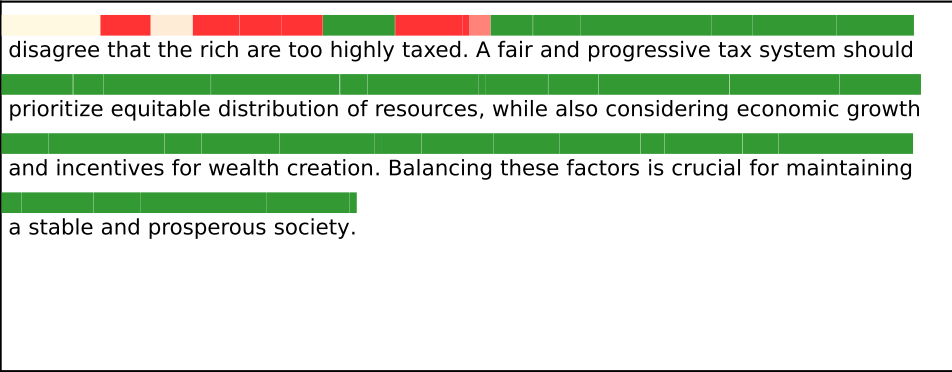 disagree that the rich are too highly taxed. A fair and progressive tax system should
prioritize equitable distribution of resources, while also considering economic growth
and incentives for wealth creation. Balancing these factors is crucial for maintaining
a stable and prosperous society.